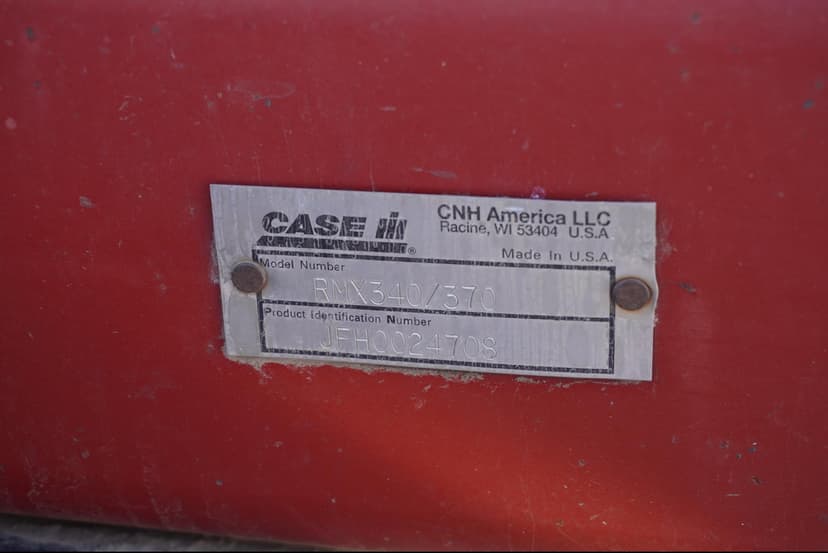 CASE IH®
CNH America LLC
Racine, WI 53404 U.S.A
Made In U.S.A.
Model Number
RMX340/370
Product Identification Number
JFH0024708